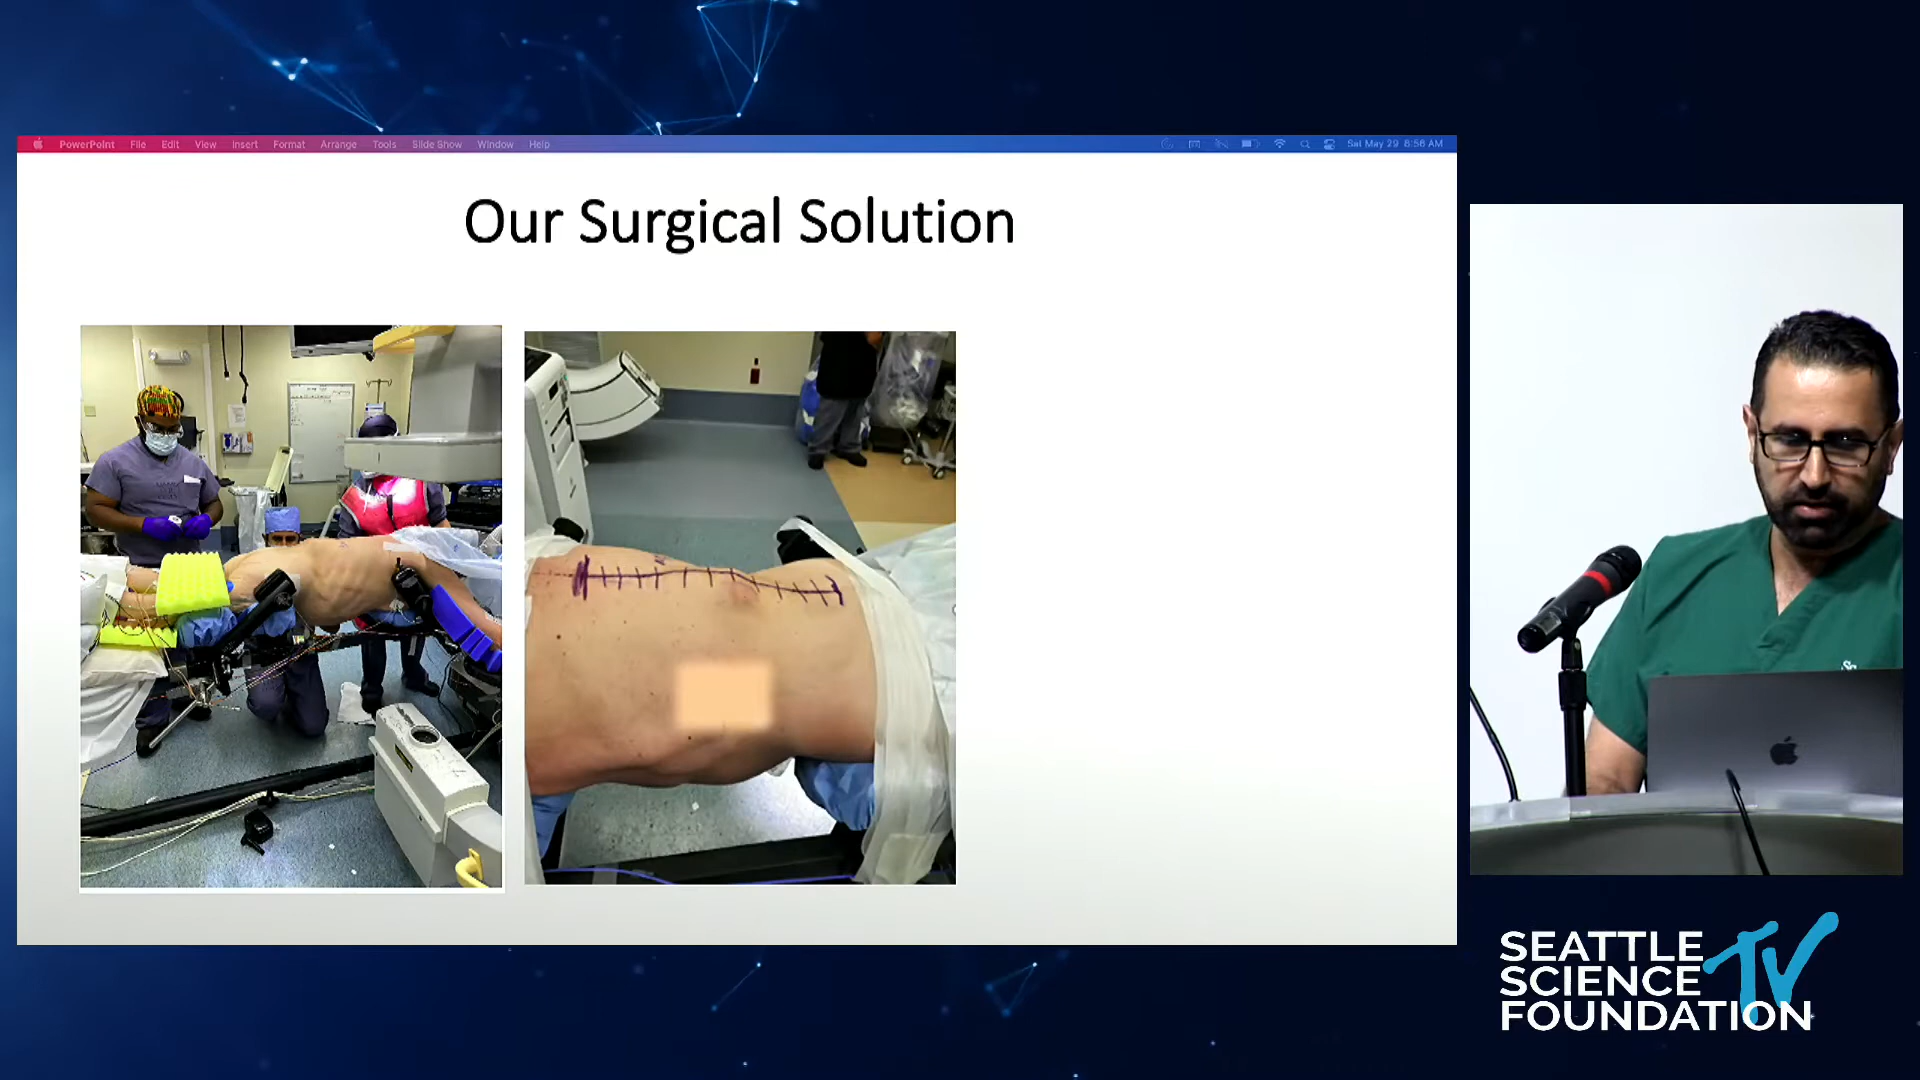 PowerPoint File Edit View Insert Format Arrange Tools Slide Show Window Help Sat May 29 8:56 AM
Our Surgical Solution
SEATTLE
SCIENCE TV
FOUNDATION